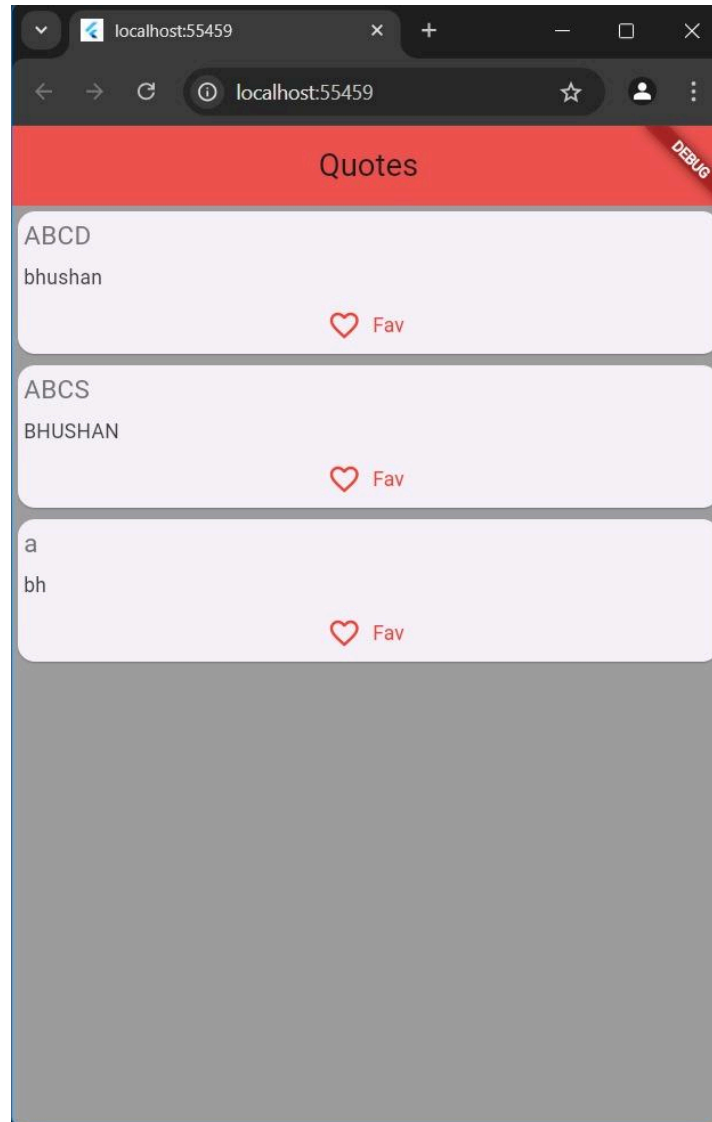 localhost:55459
localhost:55459
Quotes
DEBUG
ABCD
bhushan
Fav
ABCS
BHUSHAN
Fav
a
bh
Fav